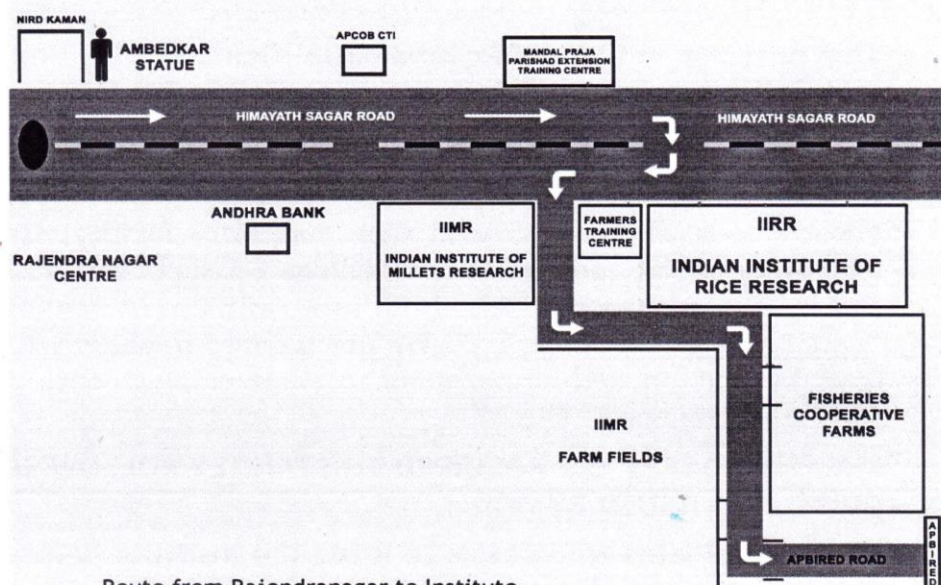 NIRD KAMAN
AMBEDKAR
STATUE
APCOB CTI
MANDAL PRAJA
PARISHAD EXTENSION
TRAINING CENTRE
HIMAYATH SAGAR ROAD
HIMAYATH SAGAR ROAD
ANDHRA BANK
RAJENDRA NAGAR
CENTRE
IIMR
INDIAN INSTITUTE OF
MILLETS RESEARCH
FARMERS
TRAINING
CENTRE
IIRR
INDIAN INSTITUTE OF
RICE RESEARCH
IIMR
FARM FIELDS
FISHERIES
COOPERATIVE
FARMS
APBIRED ROAD
APBIRE
Route from Rajendranagar to Institute